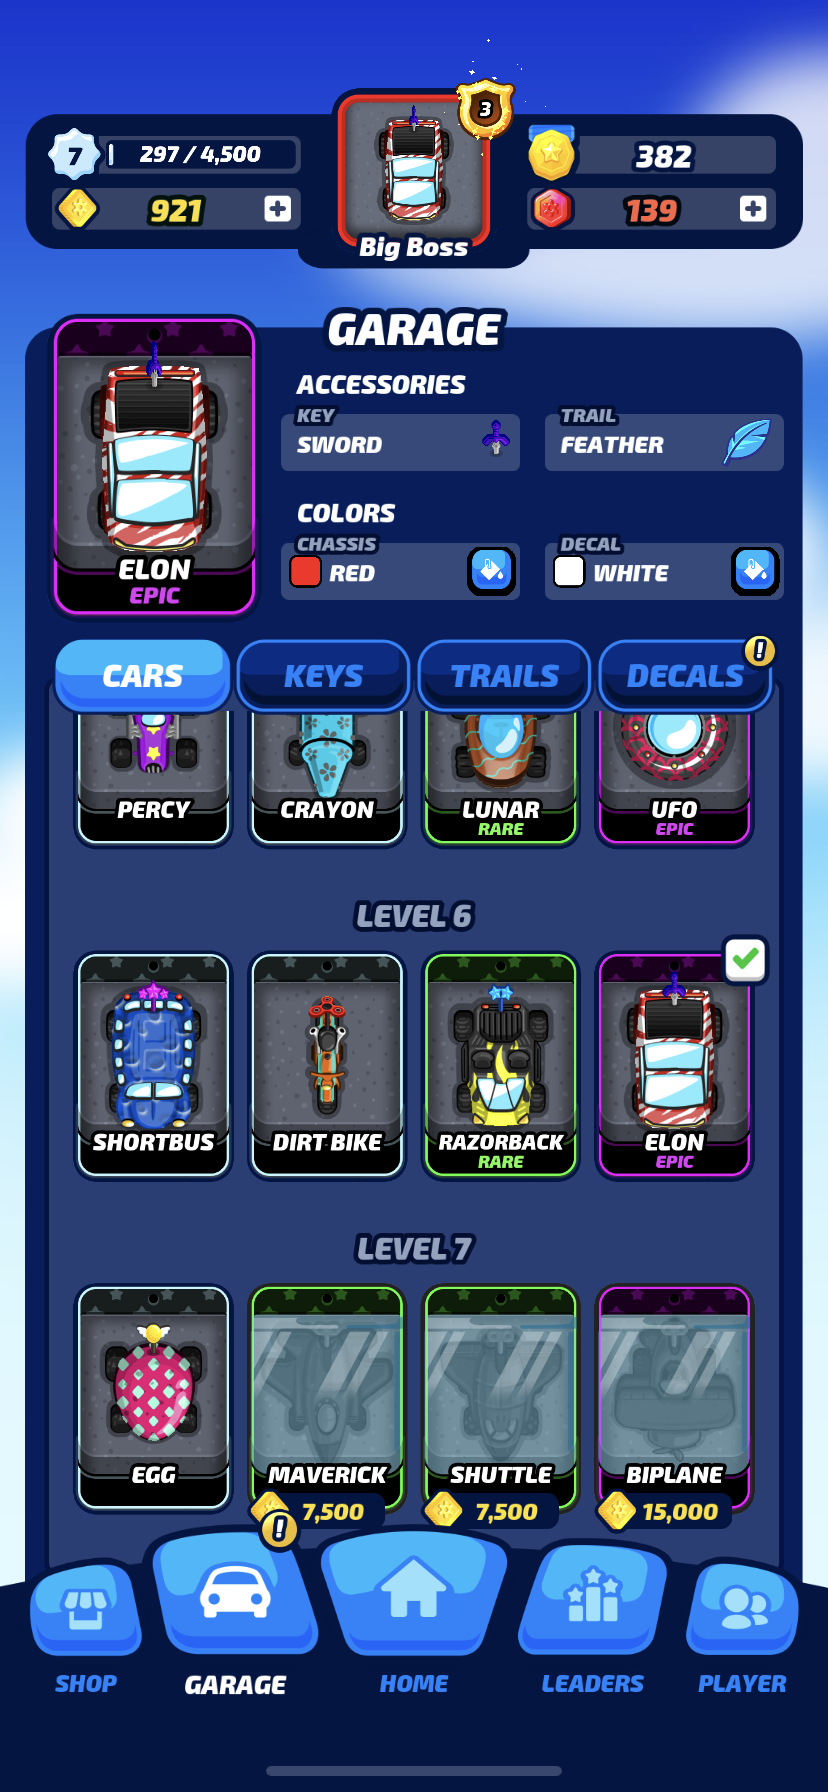 3
7
297 / 4,500
382
921
139
Big Boss
GARAGE
ACCESSORIES
KEY
SWORD
TRAIL
FEATHER
COLORS
CHASSIS
RED
DECAL
WHITE
ELON
EPIC
CARS
KEYS
TRAILS
DECALS
!
PERCY
CRAYON
LUNAR
RARE
UFO
EPIC
LEVEL 6
SHORTBUS
DIRT BIKE
RAZORBACK
RARE
ELON
EPIC
LEVEL 7
EGG
MAVERICK
7,500
SHUTTLE
7,500
BIPLANE
15,000
!
SHOP
GARAGE
HOME
LEADERS
PLAYER